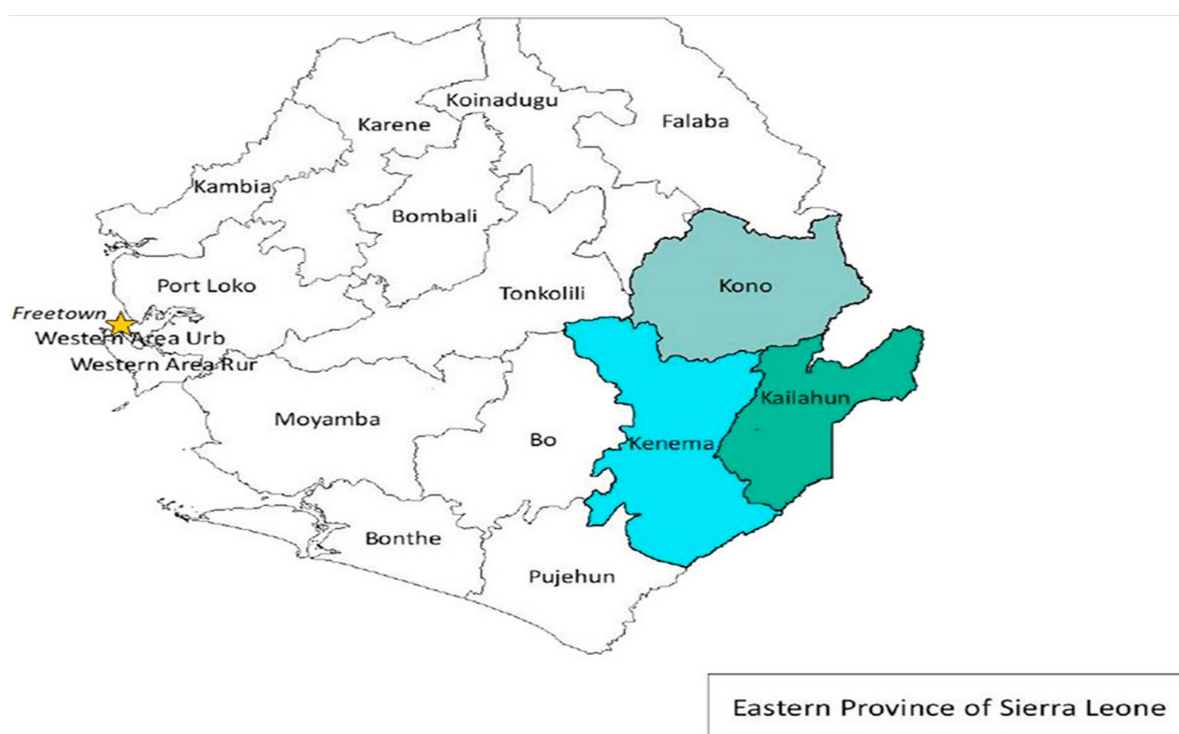 Koinadugu
Falaba
Karene
Kambia
Bombali
Port Loko
Kono
Tonkolili
Freetown
Western Area Urb
Western Area Rur
Kailahun
Moyamba
Bo
Kenema
Bonthe
Pujehun
Eastern Province of Sierra Leone